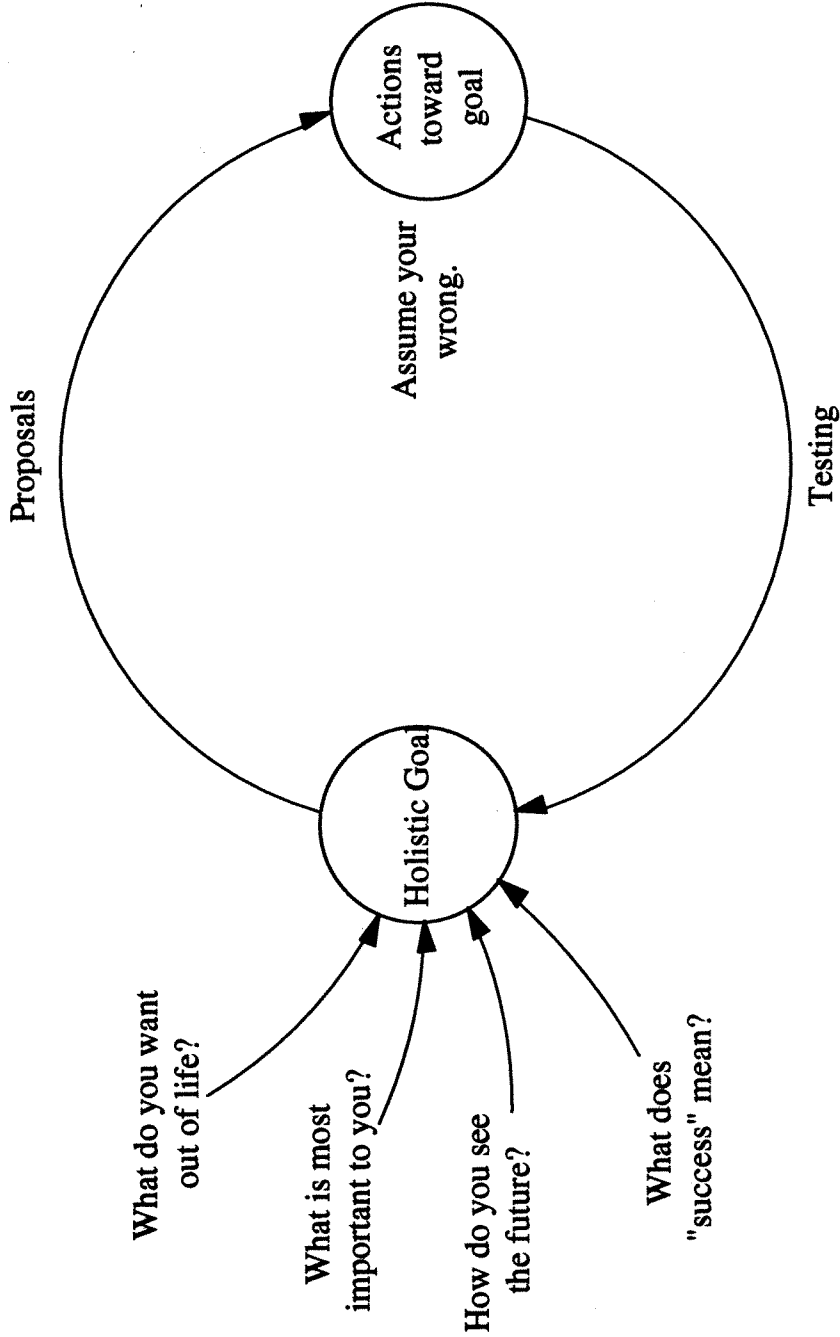 Proposals
What do you want
out of life?
What is most
important to you?
How do you see
the future?
What does
"success" mean?
Holistic Goal
Assume your
wrong.
Actions
toward
goal
Testing